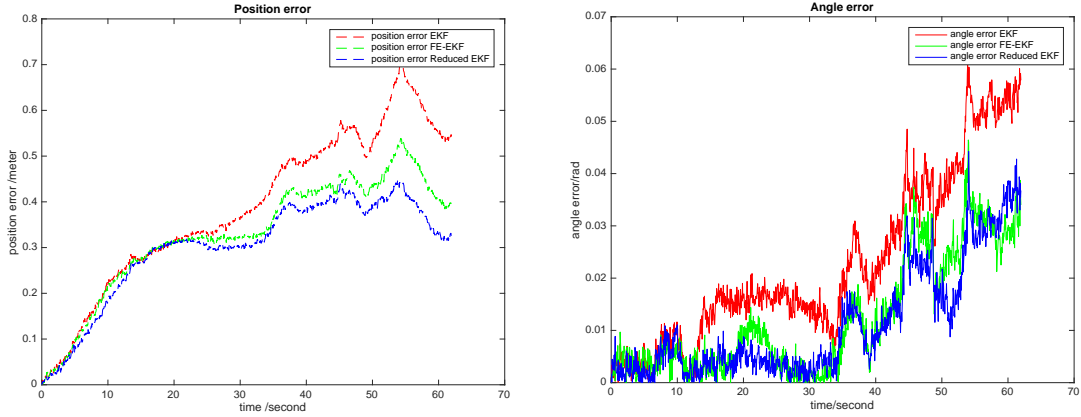 Position error
position error EKF
position error FE-EKF
position error Reduced EKF
position error /meter
0.8
0.7
0.6
0.5
0.4
0.3
0.2
0.1
0
0 10 20 30 40 50 60 70
time /second
Angle error
angle error EKF
angle error FE-EKF
angle error Reduced EKF
angle error/rad
0.07
0.06
0.05
0.04
0.03
0.02
0.01
0
0 10 20 30 40 50 60 70
time/second